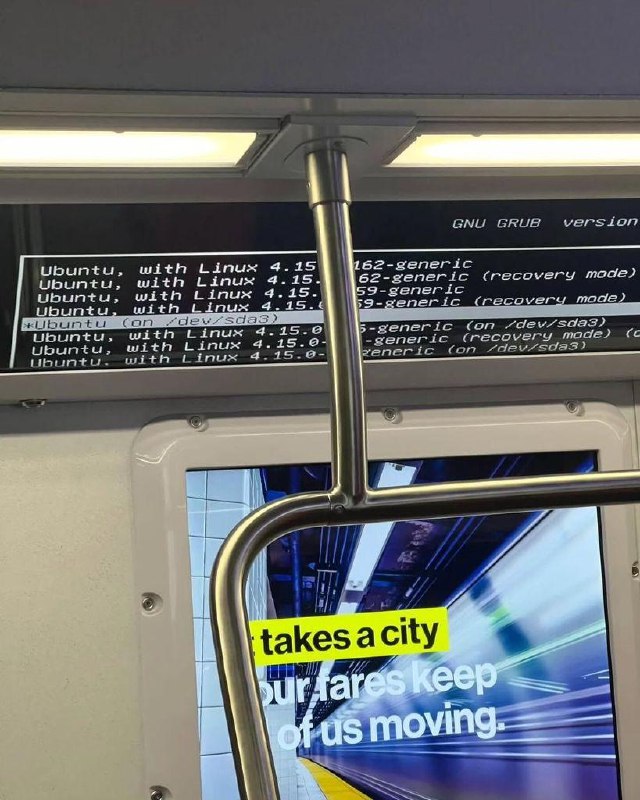 GNU GRUB version
Ubuntu, with Linux 4.15. 162-generic
Ubuntu, with Linux 4.15. 62-generic (recovery mode)
Ubuntu, with Linux 4.15. 59-generic
Ubuntu, with Linux 4.15.0 59-generic (recovery mode)
*Ubuntu (on /dev/sda3)
Ubuntu, with Linux 4.15.0 -generic (on /dev/sda3)
Ubuntu, with Linux 4.15.0- -generic (recovery mode) (
Ubuntu, with Linux 4.15.0- generic (on /dev/sda3)
takes a city
our fares keep
of us moving.